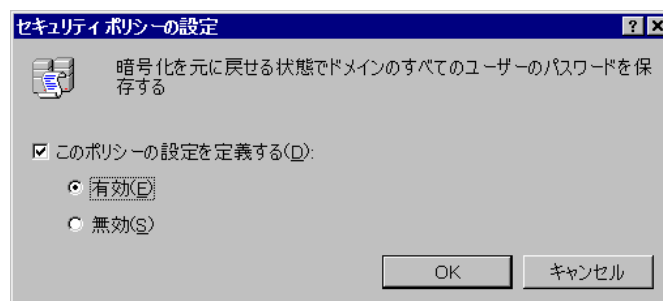 セキュリティ ポリシーの設定
暗号化を元に戻せる状態でドメインのすべてのユーザーのパスワードを保
存する
このポリシーの設定を定義する(D):
有効(E)
無効(S)
OK
キャンセル